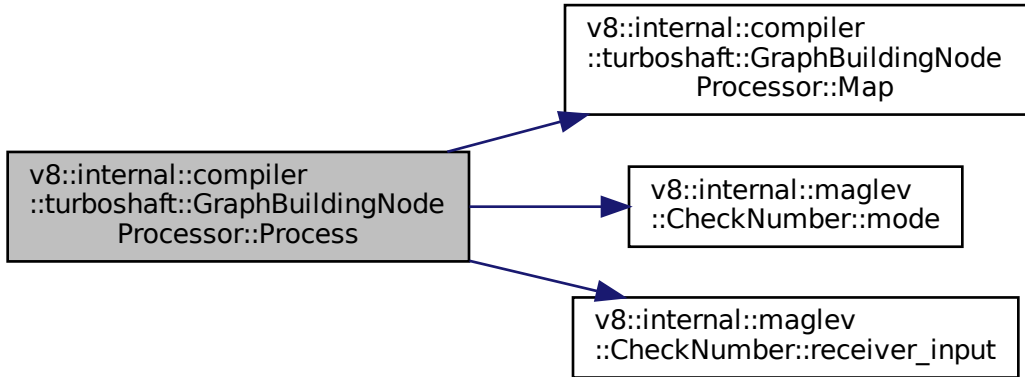 v8::internal::compiler
::turboshaft::GraphBuildingNode
Processor::Process
v8::internal::compiler
::turboshaft::GraphBuildingNode
Processor::Map
v8::internal::maglev
::CheckNumber::mode
v8::internal::maglev
::CheckNumber::receiver_input